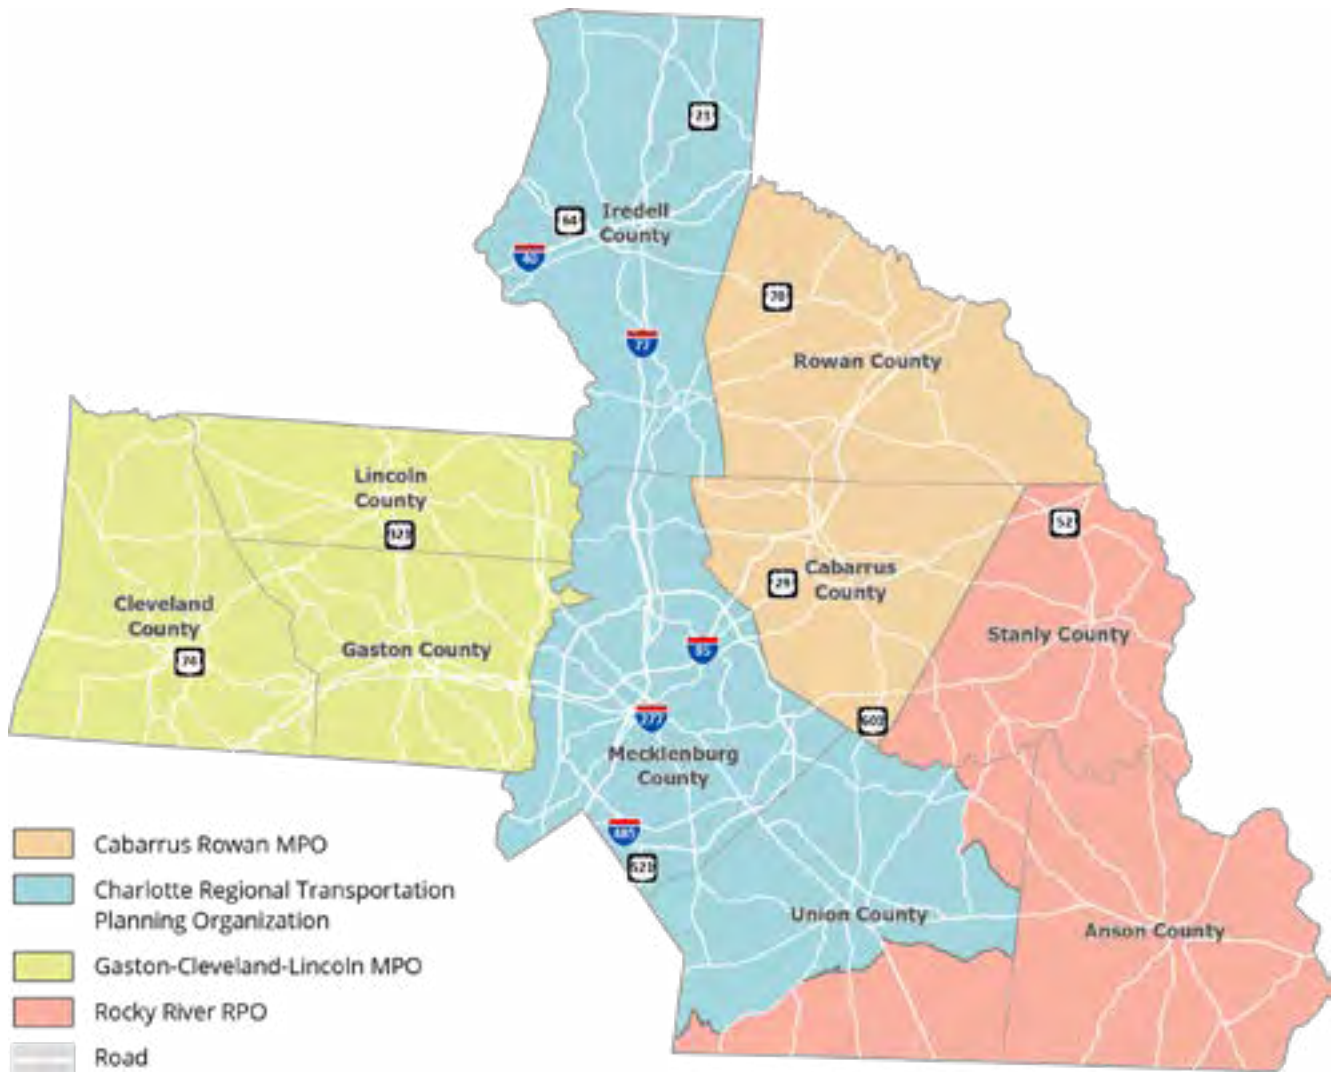 21
Iredell
County
64
40
70
77
Rowan County
Lincoln
County
52
321
Cabarrus
County
29
Cleveland
County
Stanly County
Gaston County
85
74
277
601
Mecklenburg
County
485
521
Union County
Anson County
Cabarrus Rowan MPO
Charlotte Regional Transportation
Planning Organization
Gaston-Cleveland-Lincoln MPO
Rocky River RPO
Road